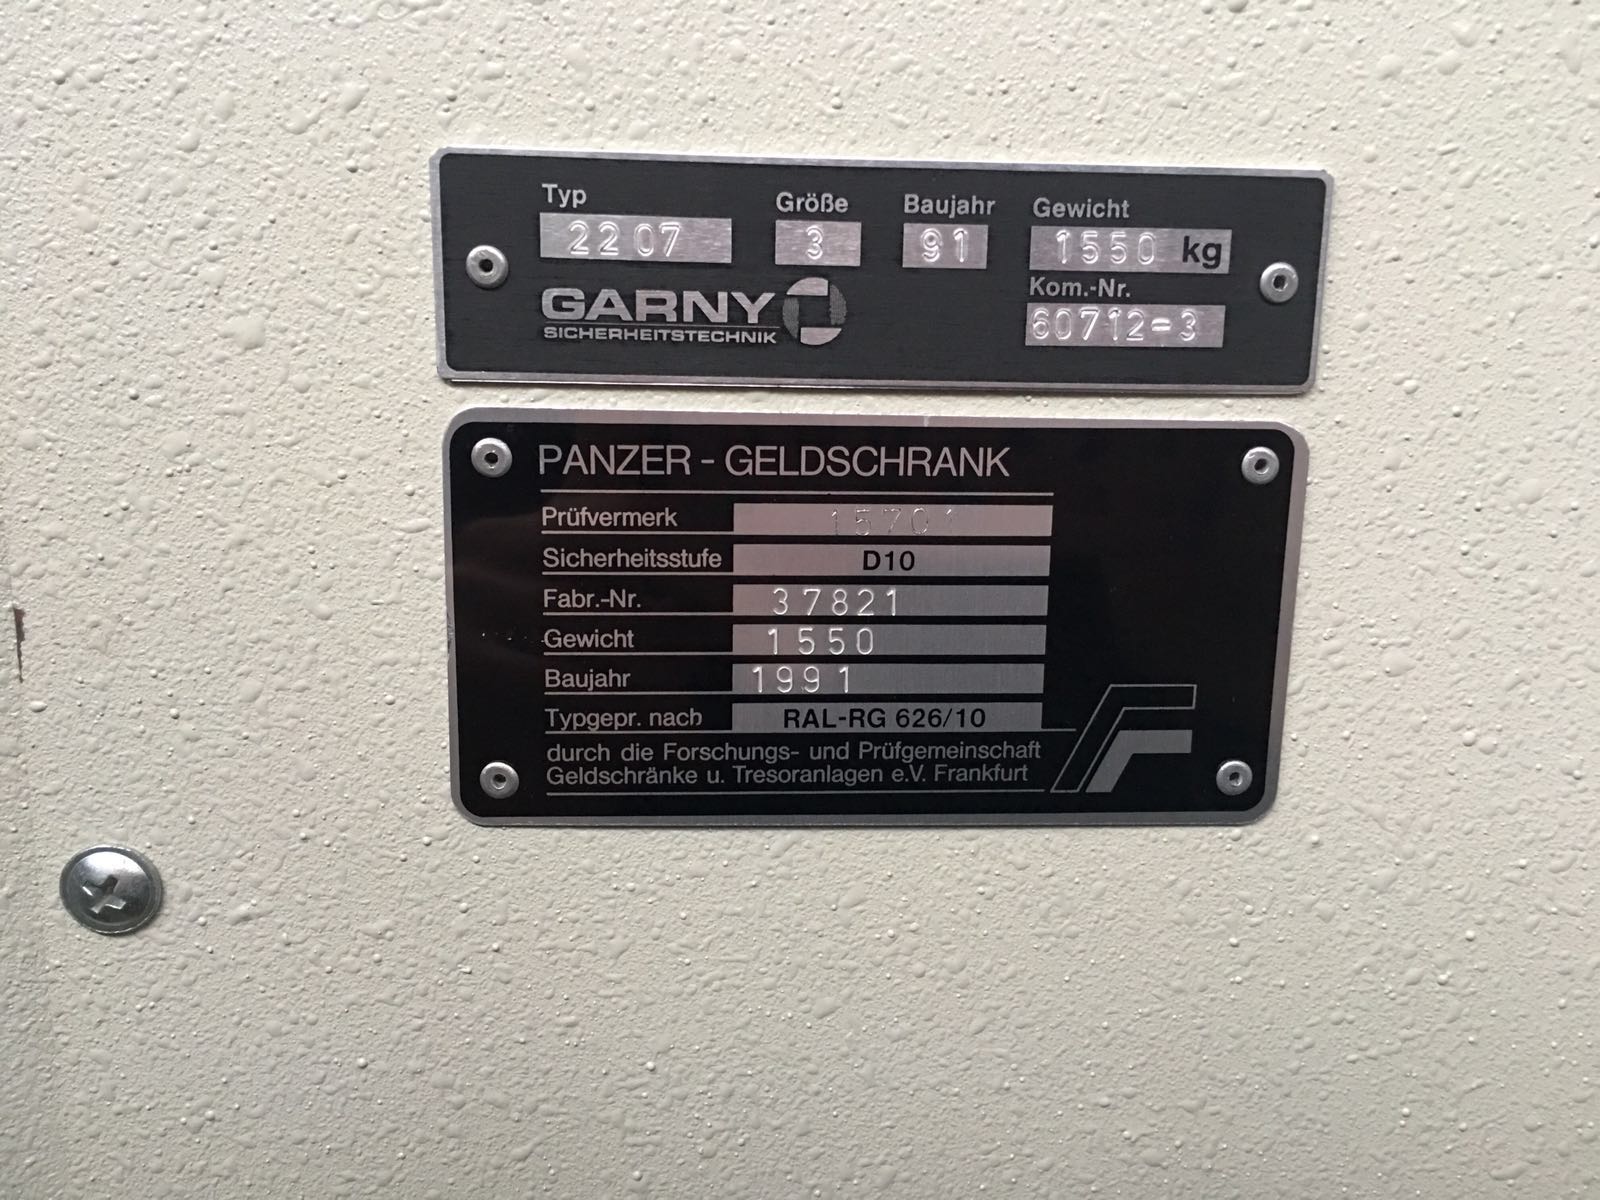 Typ Größe Baujahr Gewicht
2207 3 91 1550 kg
GARNY Kom.-Nr.
SICHERHEITSTECHNIK 60712-3
PANZER - GELDSCHRANK
Prüfvermerk 15701
Sicherheitsstufe D10
Fabr.-Nr. 37821
Gewicht 1550
Baujahr 1991
Typgepr. nach RAL-RG 626/10
durch die Forschungs- und Prüfgemeinschaft
Geldschränke u. Tresoranlagen e.V. Frankfurt